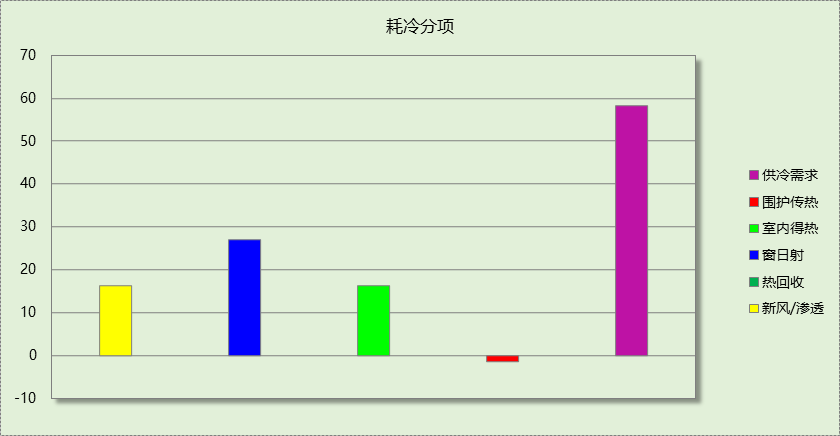 耗冷分项
70
60
50
40
30
20
10
0
-10
供冷需求
围护传热
室内得热
窗日射
热回收
新风/渗透